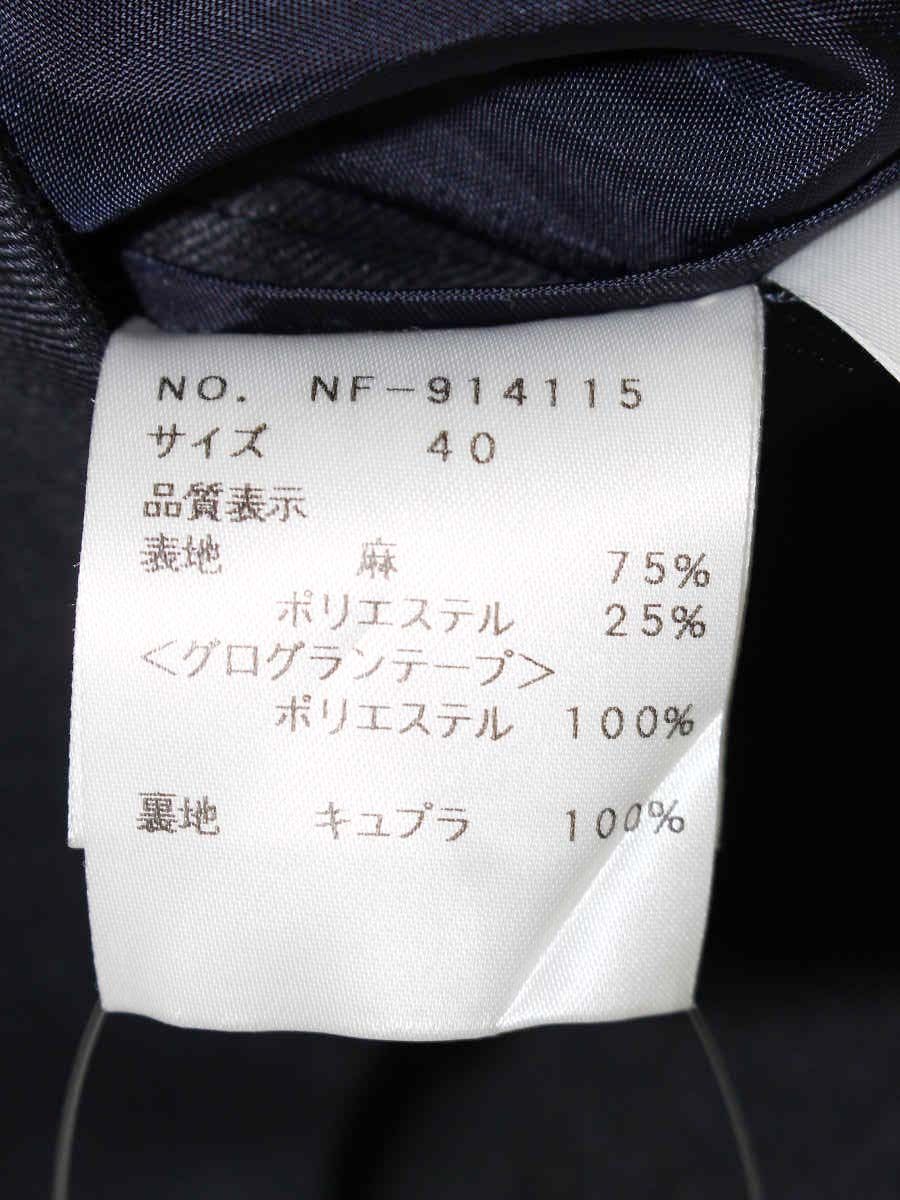 NO. NF-914115
サイズ 40
品質表示
表地 麻 75%
ポリエステル 25%
<グログランテープ>
ポリエステル 100%
裏地 キュプラ 100%